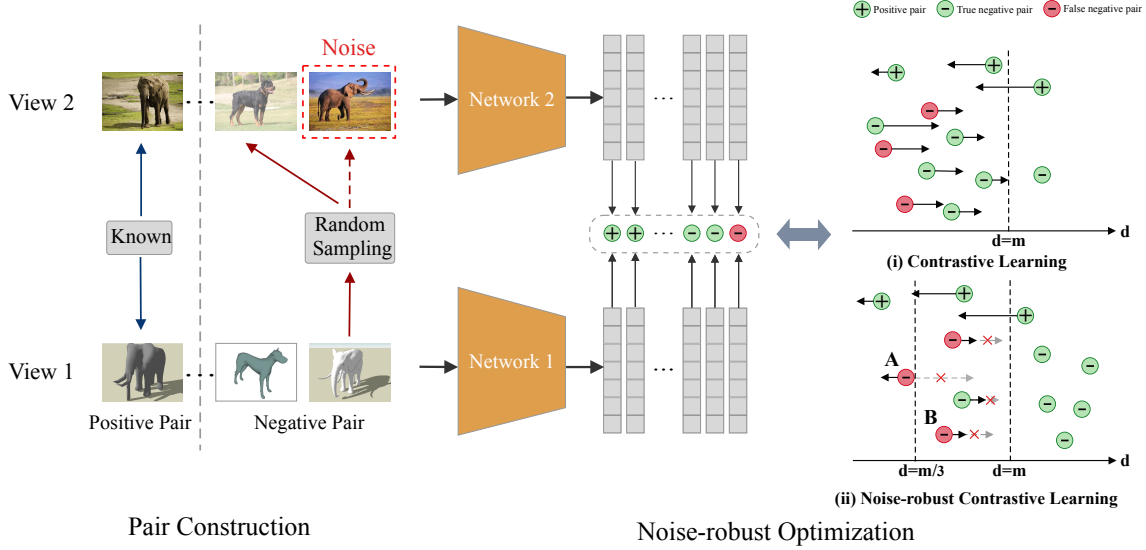 Positive pair
True negative pair
False negative pair
Noise
View 2
Network 2
Known
Random
Sampling
d=m
d
(i) Contrastive Learning
View 1
Network 1
Positive Pair
Negative Pair
A
B
d=m/3
d=m
d
(ii) Noise-robust Contrastive Learning
Pair Construction
Noise-robust Optimization